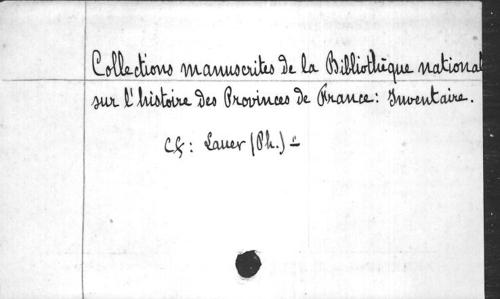 Collections manuscrites de la Bibliothèque national
sur l'histoire des Provinces de France: Inventaire.
Cf: Lauer (Ph.) =